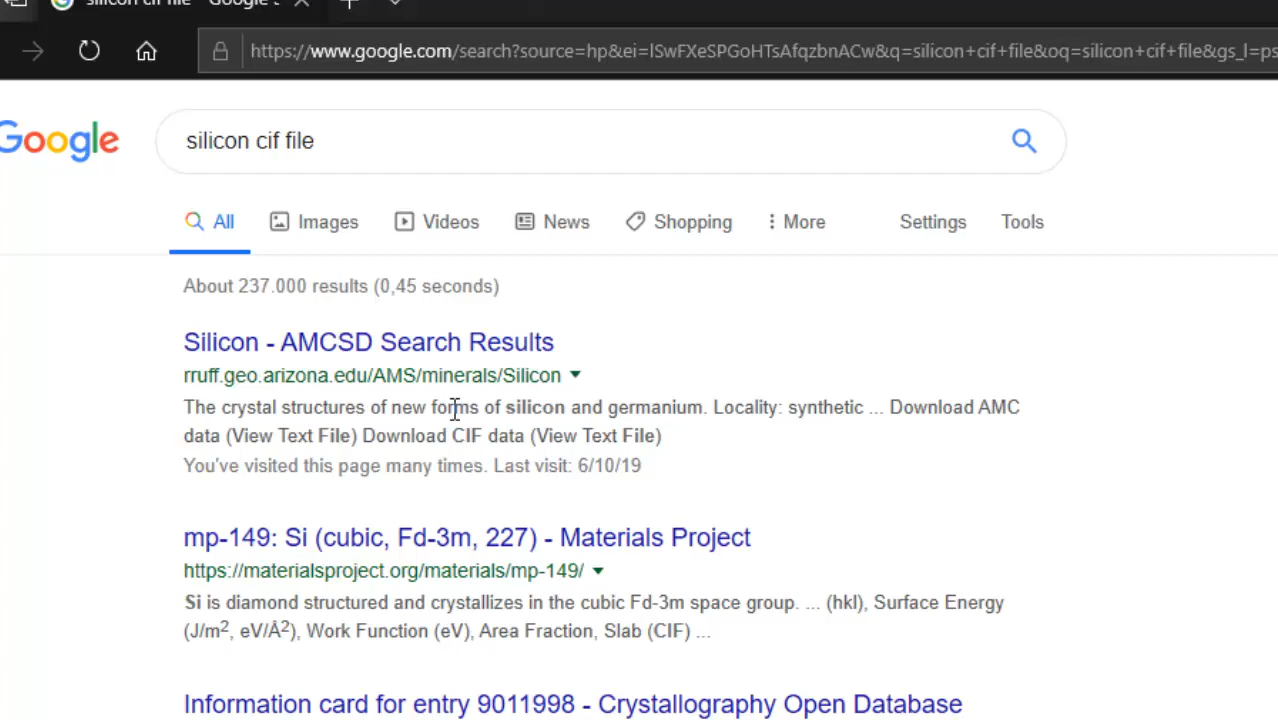 silicon cif file - Google
https://www.google.com/search?source=hp&ei=lSwFXeSPGoHTsAfqzbnACw&q=silicon+cif+file&oq=silicon+cif+file&gs_l=ps
Google
silicon cif file
All Images Videos News Shopping More Settings Tools
About 237.000 results (0,45 seconds)
Silicon - AMCSD Search Results
rruff.geo.arizona.edu/AMS/minerals/Silicon
The crystal structures of new forms of silicon and germanium. Locality: synthetic ... Download AMC
data (View Text File) Download CIF data (View Text File)
You've visited this page many times. Last visit: 6/10/19
mp-149: Si (cubic, Fd-3m, 227) - Materials Project
https://materialsproject.org/materials/mp-149/
Si is diamond structured and crystallizes in the cubic Fd-3m space group. ... (hkl), Surface Energy
(J/m², eV/Å²), Work Function (eV), Area Fraction, Slab (CIF) ...
Information card for entry 9011998 - Crystallography Open Database